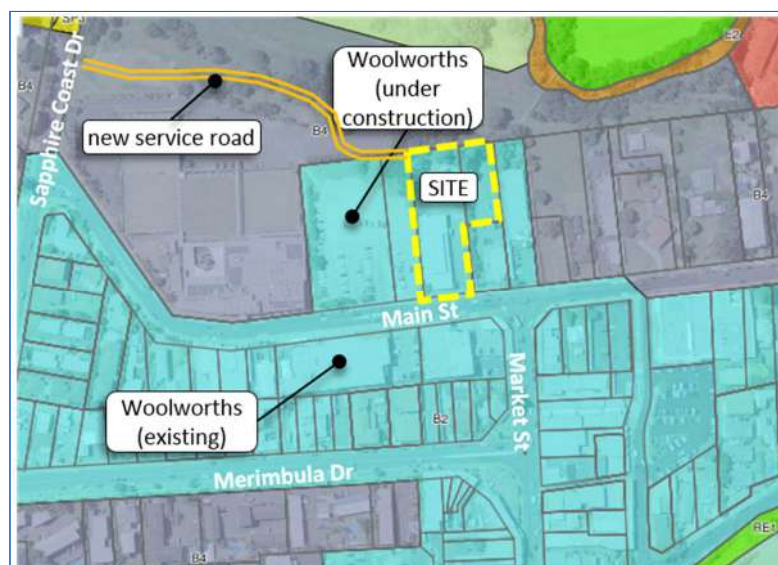 SP3
Sapphire Coast Dr
B4
new service road
B4
Woolworths
(under
construction)
E2
SITE
B4
Main St
Woolworths
(existing)
Market St
B2
Merimbula Dr
B4
RE1